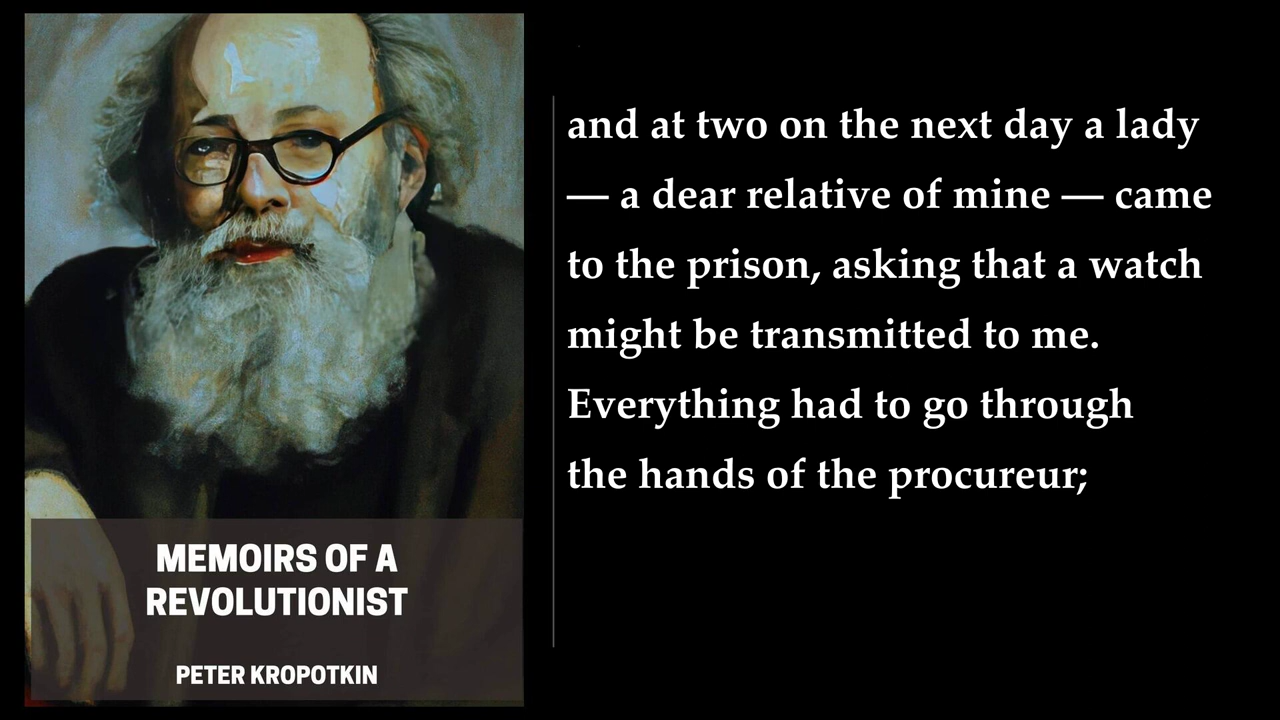 and at two on the next day a lady
— a dear relative of mine — came
to the prison, asking that a watch
might be transmitted to me.
Everything had to go through
the hands of the procureur;
MEMOIRS OF A
REVOLUTIONIST
PETER KROPOTKIN